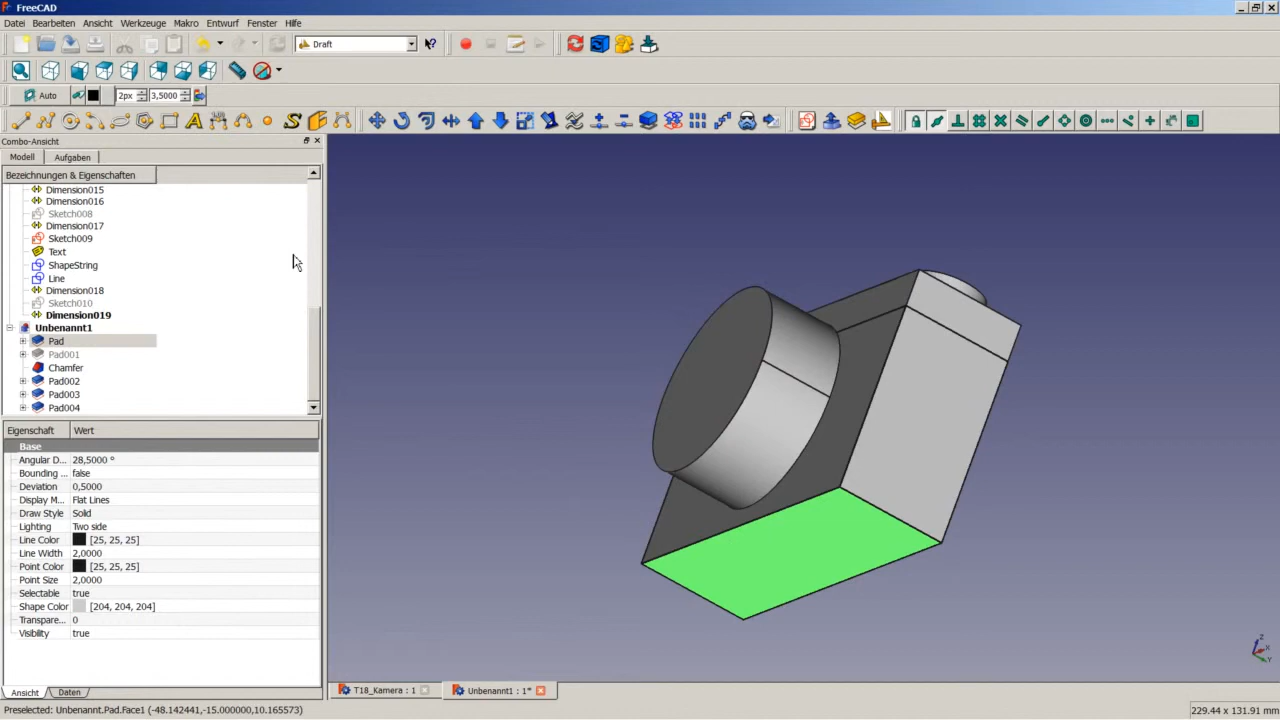 FreeCAD
Datei Bearbeiten Ansicht Werkzeuge Makro Entwurf Fenster Hilfe
Draft
Auto 2px 3,5000
Combo-Ansicht
Modell Aufgaben
Bezeichnungen & Eigenschaften
Dimension015
Dimension016
Sketch008
Dimension017
Sketch009
Text
ShapeString
Line
Dimension018
Sketch010
Dimension019
Unbenannt1
Pad
Pad001
Chamfer
Pad002
Pad003
Pad004
Eigenschaft Wert
Base
Angular D... 28,5000 °
Bounding ... false
Deviation 0,5000
Display M... Flat Lines
Draw Style Solid
Lighting Two side
Line Color [25, 25, 25]
Line Width 2,0000
Point Color [25, 25, 25]
Point Size 2,0000
Selectable true
Shape Color [204, 204, 204]
Transpare... 0
Visibility true
Ansicht Daten
T18_Kamera : 1 Unbenannt1 : 1*
Preselected: Unbenannt.Pad.Face1 (-48.142441,-15.000000,10.165573) 229.44 x 131.91 mm